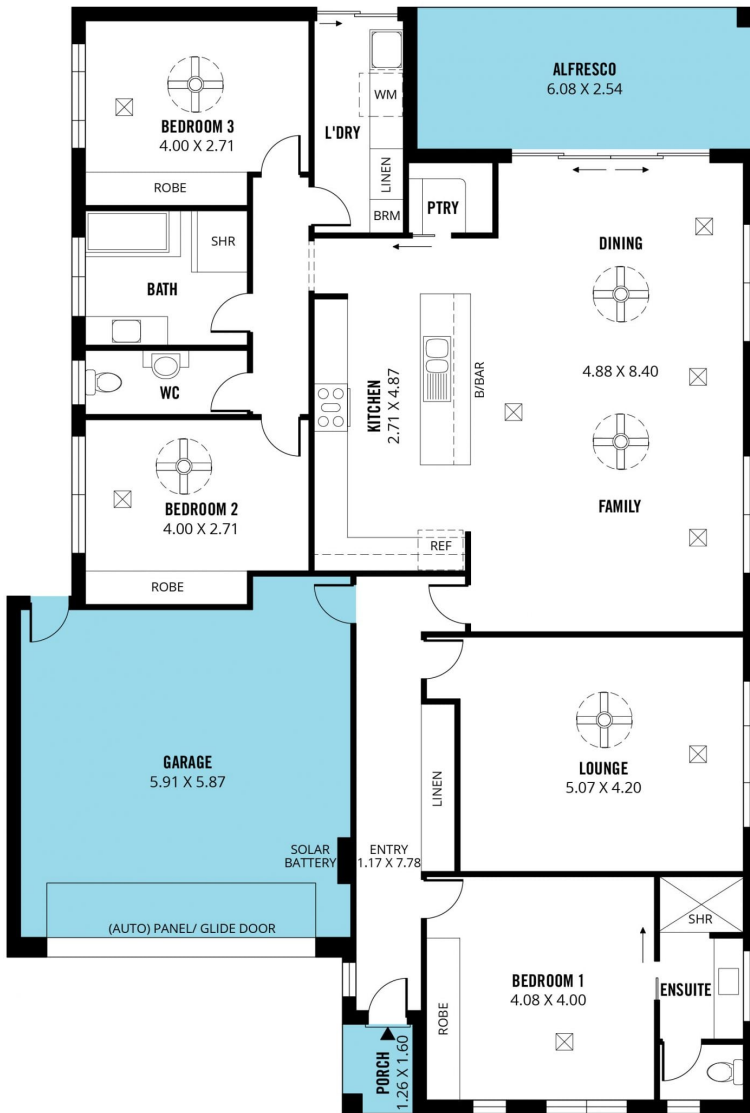 ALFRESCO
6.08 X 2.54
WM
BEDROOM 3
4.00 X 2.71
L'DRY
LINEN
ROBE
BRM
PTRY
SHR
DINING
BATH
4.88 X 8.40
B/BAR
WC
KITCHEN
2.71 X 4.87
BEDROOM 2
4.00 X 2.71
FAMILY
REF
ROBE
GARAGE
5.91 X 5.87
LOUNGE
5.07 X 4.20
LINEN
SOLAR
BATTERY
ENTRY
1.17 X 7.78
(AUTO) PANEL/ GLIDE DOOR
SHR
BEDROOM 1
4.08 X 4.00
ENSUITE
ROBE
PORCH
1.26 X 1.60